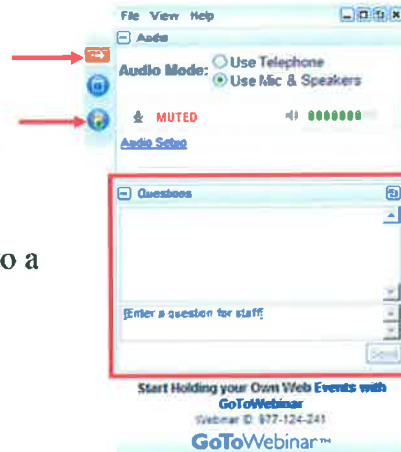 File View Help
Audio
Audio Mode:
Use Telephone
Use Mic & Speakers
MUTED
Audio Setup
Questions
o a
[Enter a question for staff]
Send
Start Holding your Own Web Events with
GoToWebinar
Webinar ID: 977-124-241
GoToWebinar™